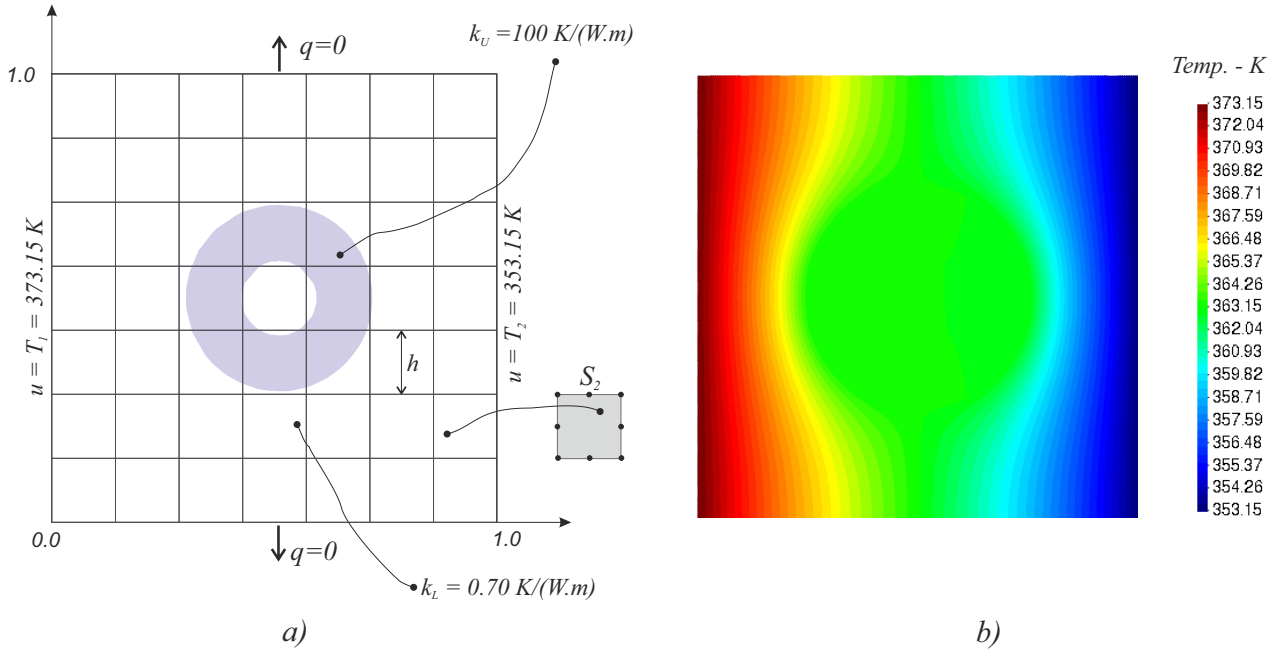 q=0
k_U =100 K/(W.m)
1.0
u = T_1 = 373.15 K
u = T_2 = 353.15 K
h
S_2
0.0
1.0
q=0
k_L = 0.70 K/(W.m)
a)
Temp. - K
373.15
372.04
370.93
369.82
368.71
367.59
366.48
365.37
364.26
363.15
362.04
360.93
359.82
358.71
357.59
356.48
355.37
354.26
353.15
b)